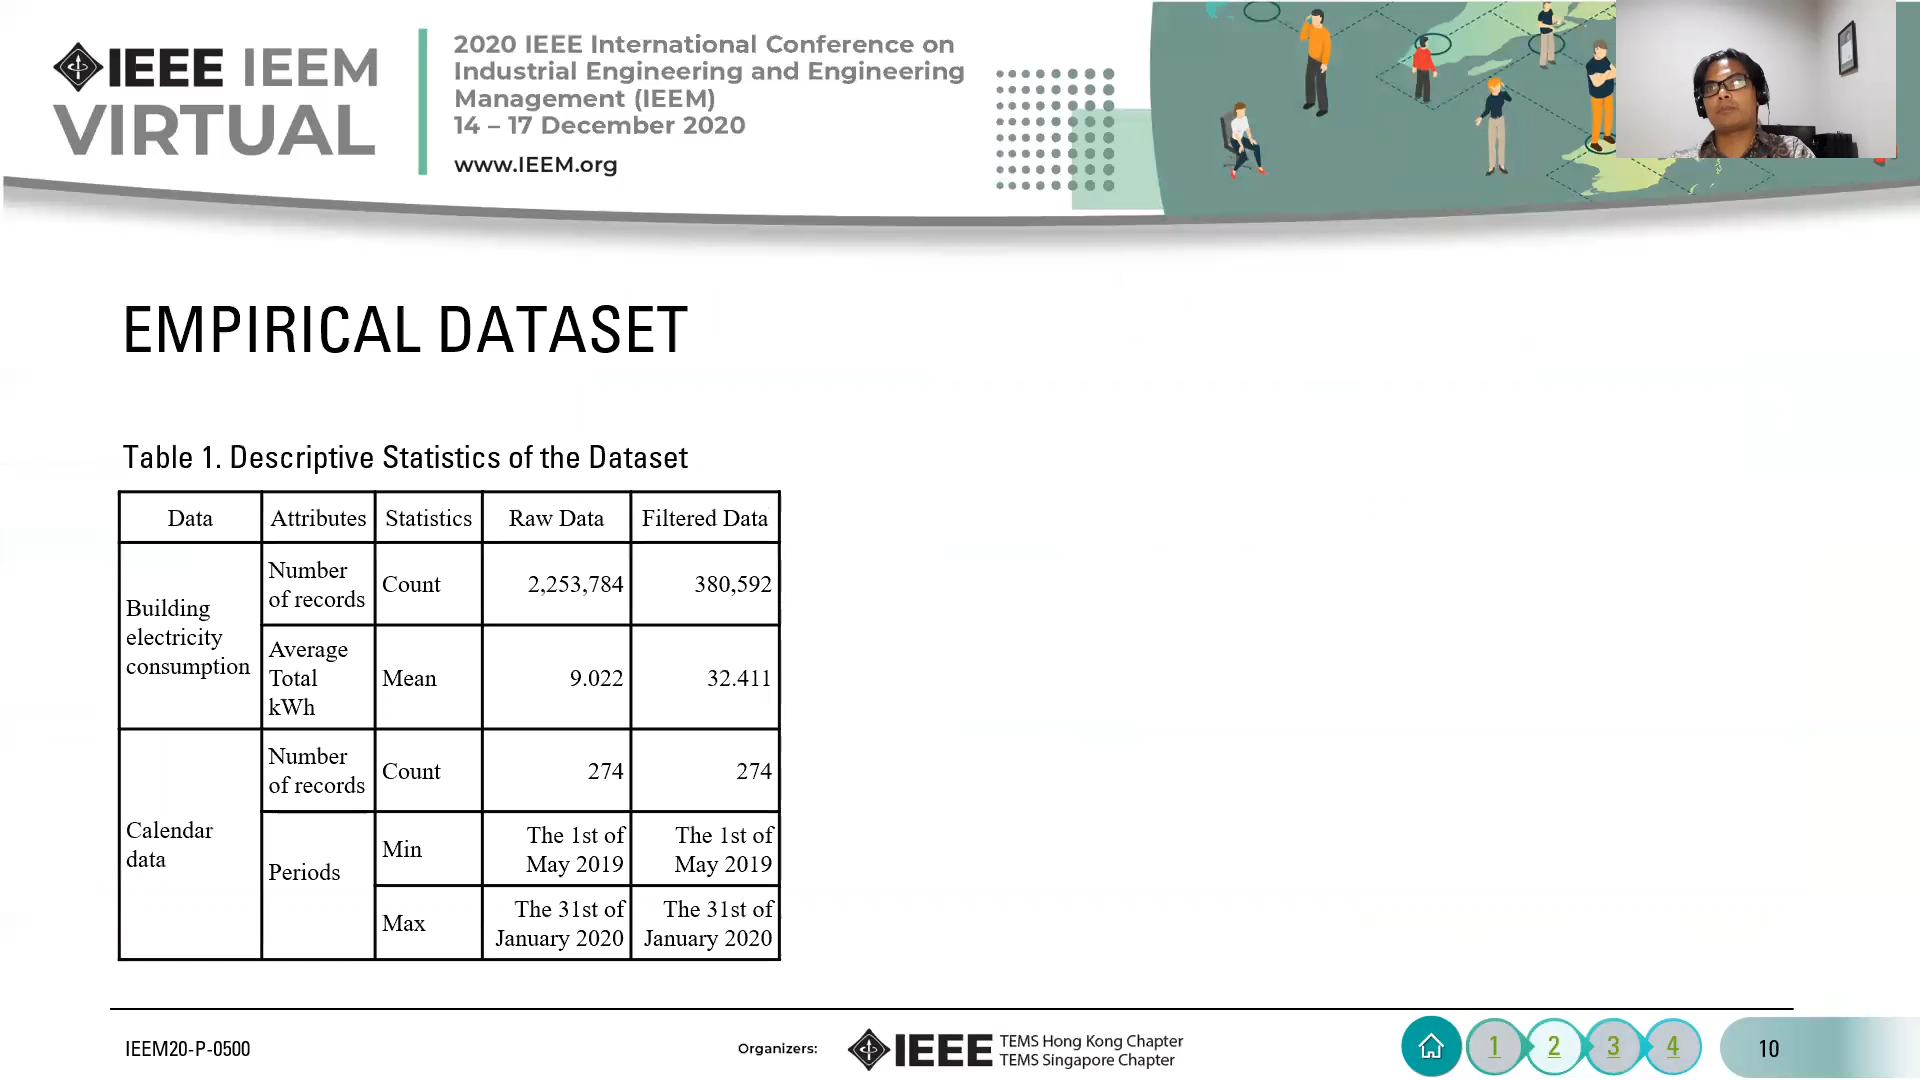 IEEE IEEM
VIRTUAL
2020 IEEE International Conference on
Industrial Engineering and Engineering
Management (IEEM)
14 – 17 December 2020
www.IEEM.org
EMPIRICAL DATASET
Table 1. Descriptive Statistics of the Dataset
Data Attributes Statistics Raw Data Filtered Data
Building
electricity
consumption
Number
of records
Count
2,253,784
380,592
Average
Total
kWh
Mean
9.022
32.411
Calendar
data
Number
of records
Count
274
274
Periods
Min
The 1st of
May 2019
The 1st of
May 2019
Max
The 31st of
January 2020
The 31st of
January 2020
IEEM20-P-0500
Organizers:
IEEE
TEMS Hong Kong Chapter
TEMS Singapore Chapter
1 2 3 4
10